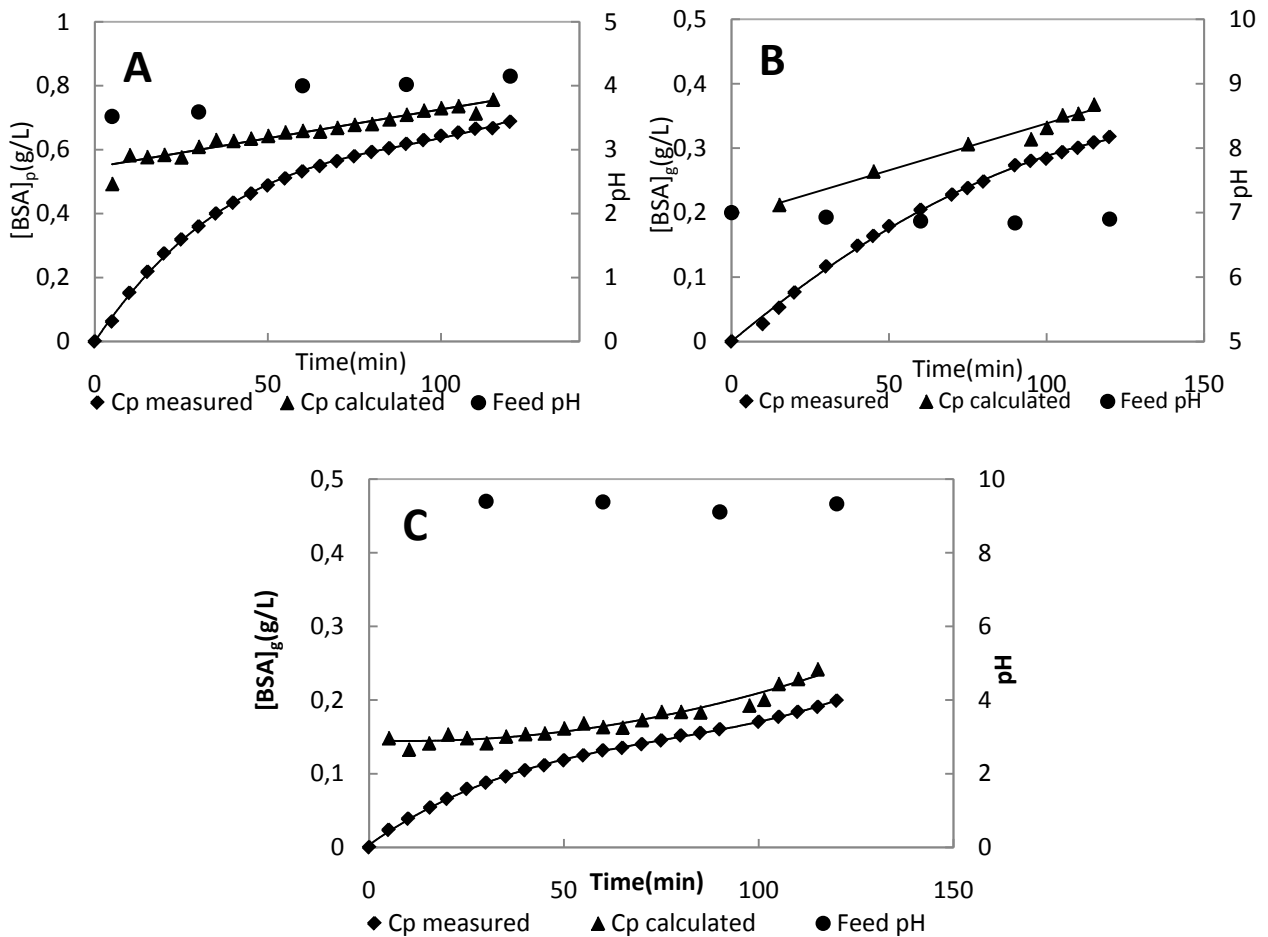 A
[BSA]p(g/L)
1
0,8
0,6
0,4
0,2
0
5
4
3
2
1
0
pH
0 50 100
Time(min)
Cp measured Cp calculated Feed pH
B
[BSA]g(g/L)
0,5
0,4
0,3
0,2
0,1
0
10
9
8
7
6
5
pH
0 50 100 150
Time(min)
Cp measured Cp calculated Feed pH
C
[BSA]g(g/L)
0,5
0,4
0,3
0,2
0,1
0
10
8
6
4
2
0
pH
0 50 100 150
Time(min)
Cp measured Cp calculated Feed pH